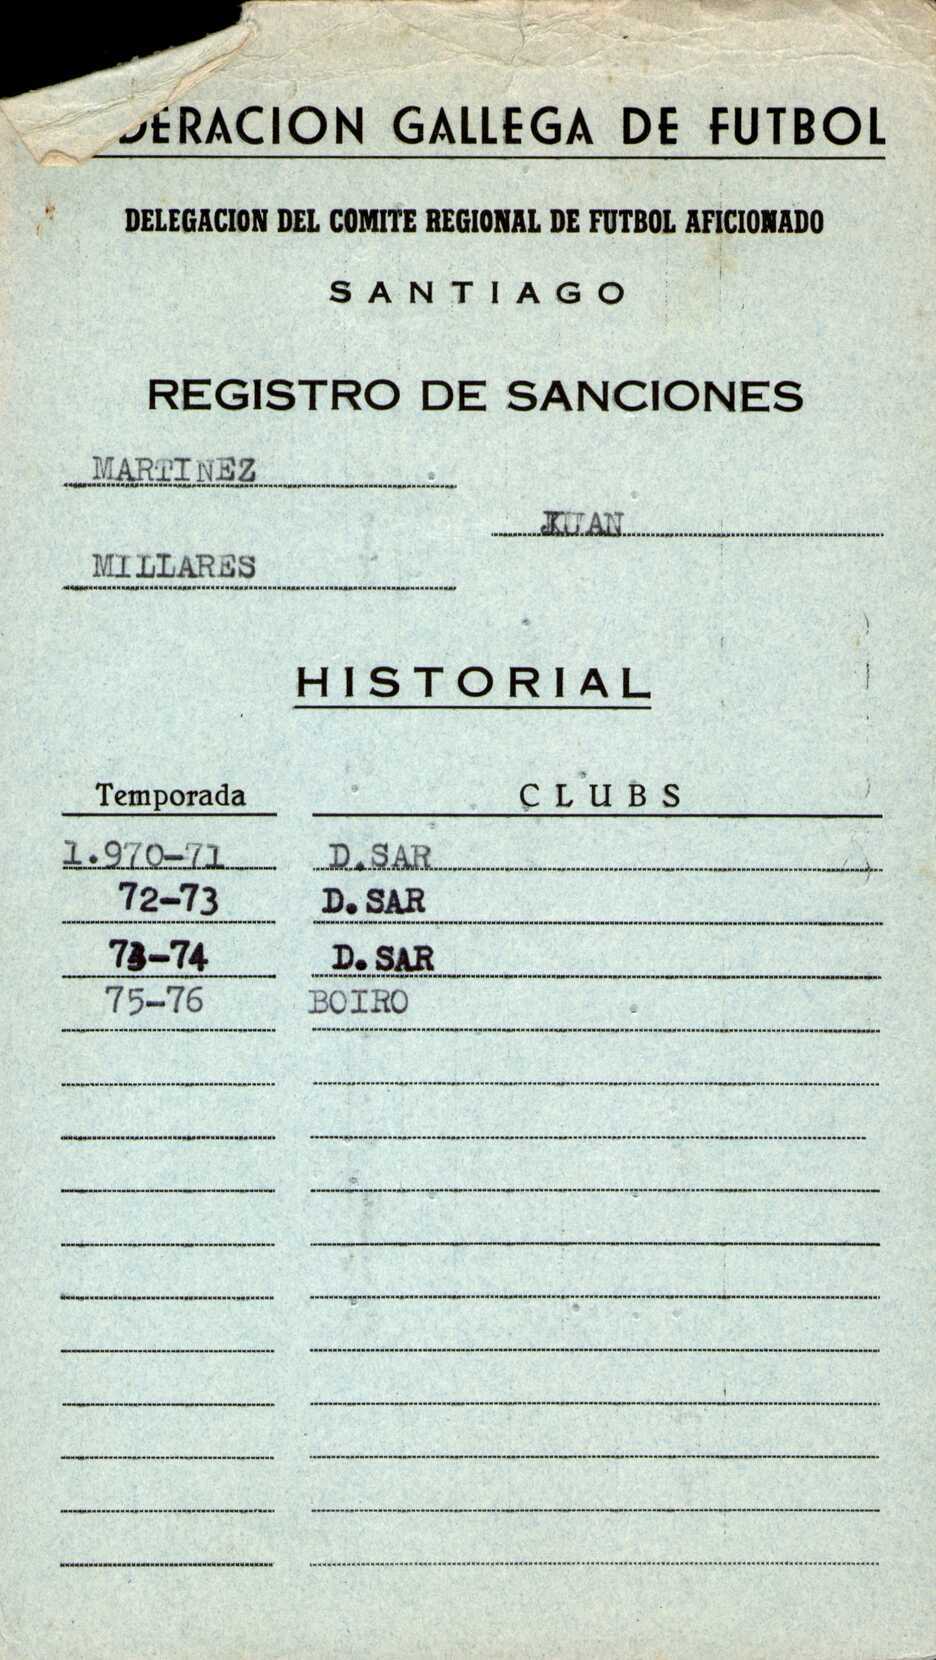 DERACION GALLEGA DE FUTBOL
DELEGACION DEL COMITE REGIONAL DE FUTBOL AFICIONADO
SANTIAGO
REGISTRO DE SANCIONES
MARTINEZ
JUAN
MILLARES
HISTORIAL
Temporada CLUBS
1.970-71 D.SAR
72-73 D.SAR
73-74 D.SAR
75-76 BOIRO